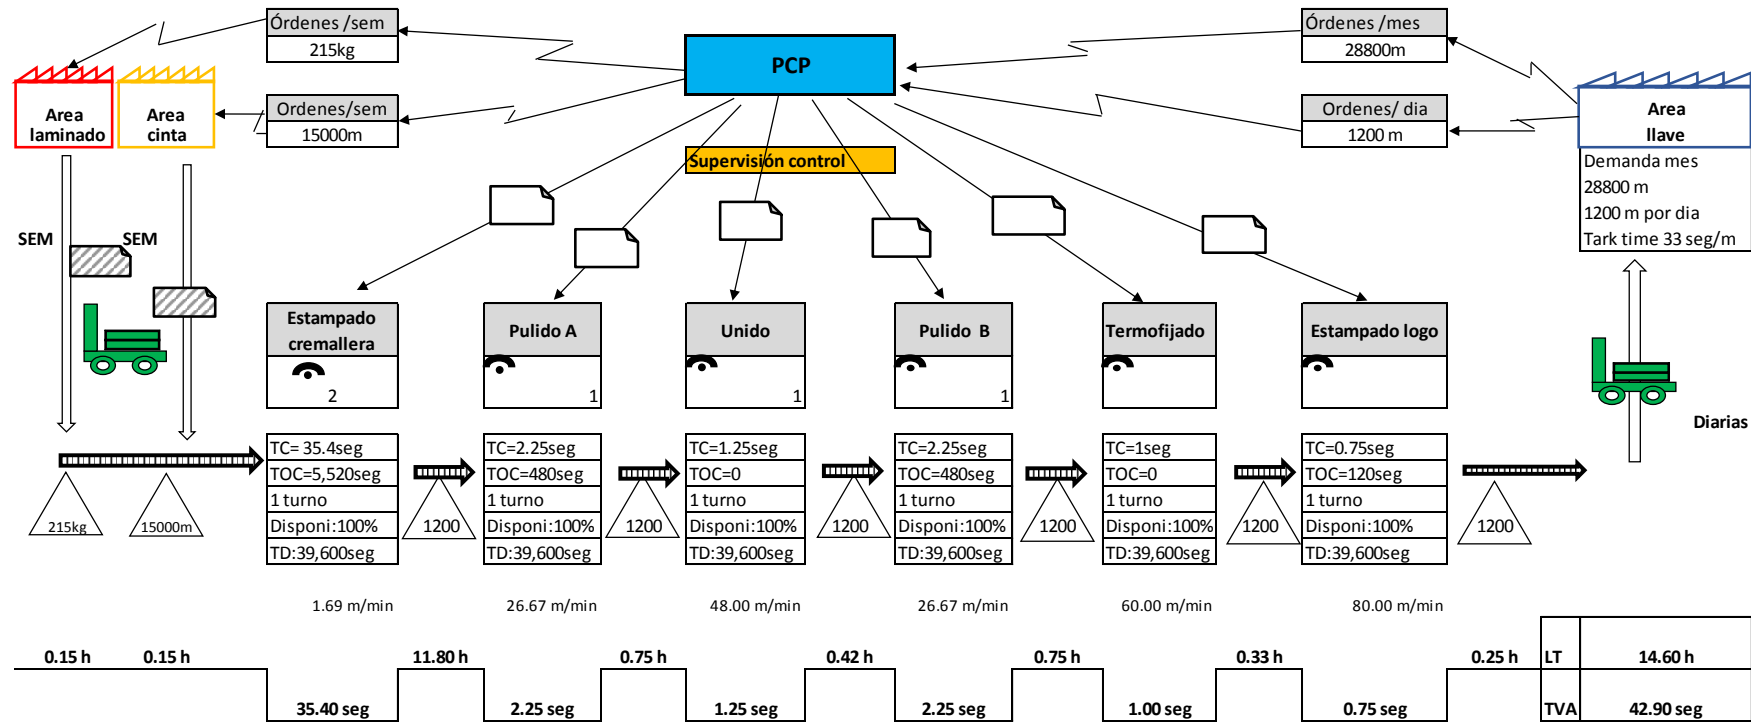 Órdenes /sem
215kg
Ordenes/sem
15000m
PCP
Órdenes /mes
28800m
Ordenes/ dia
1200 m
Area
laminado
Area
cinta
Area
llave
Demanda mes
28800 m
1200 m por dia
Tark time 33 seg/m
Supervisión control
SEM
SEM
Diarias
Estampado
cremallera
2
Pulido A
1
Unido
1
Pulido B
1
Termofijado
Estampado logo
215kg
15000m
TC= 35.4seg
TOC=5,520seg
1 turno
Disponi:100%
TD:39,600seg
1200
TC=2.25seg
TOC=480seg
1 turno
Disponi:100%
TD:39,600seg
1200
TC=1.25seg
TOC=0
1 turno
Disponi:100%
TD:39,600seg
1200
TC=2.25seg
TOC=480seg
1 turno
Disponi:100%
TD:39,600seg
1200
TC=1seg
TOC=0
1 turno
Disponi:100%
TD:39,600seg
1200
TC=0.75seg
TOC=120seg
1 turno
Disponi:100%
TD:39,600seg
1200
1.69 m/min
26.67 m/min
48.00 m/min
26.67 m/min
60.00 m/min
80.00 m/min
0.15 h
0.15 h
11.80 h
0.75 h
0.42 h
0.75 h
0.33 h
0.25 h
LT
14.60 h
35.40 seg
2.25 seg
1.25 seg
2.25 seg
1.00 seg
0.75 seg
TVA
42.90 seg